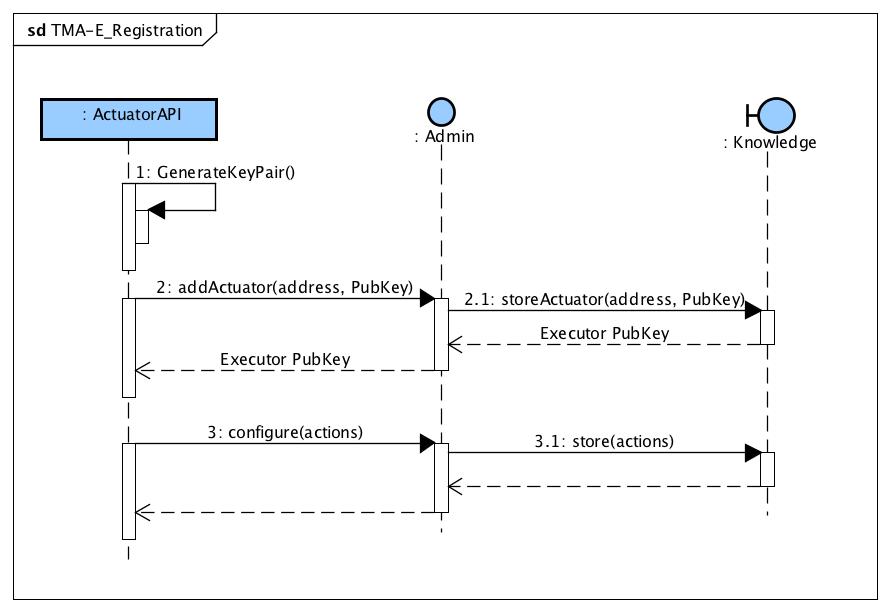 sd TMA-E_Registration
: ActuatorAPI
: Admin
: Knowledge
1: GenerateKeyPair()
2: addActuator(address, PubKey)
2.1: storeActuator(address, PubKey)
Executor PubKey
Executor PubKey
3: configure(actions)
3.1: store(actions)